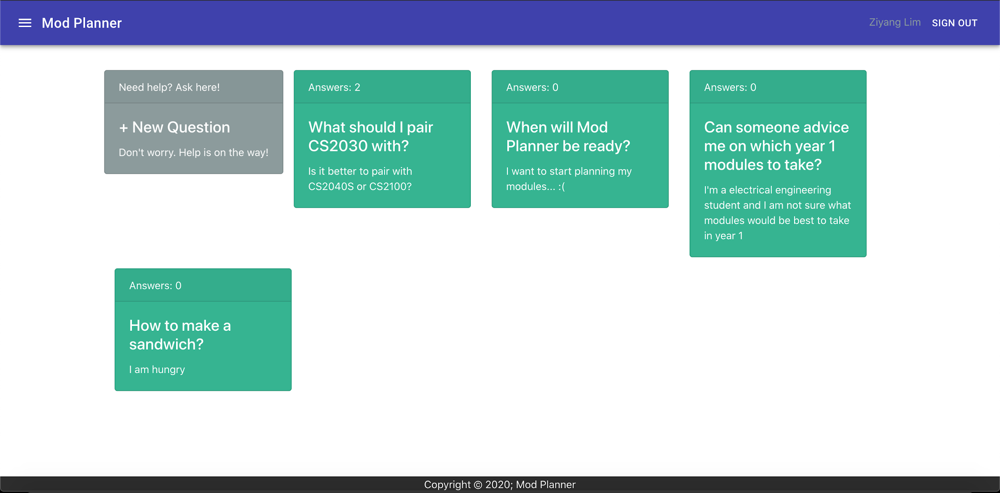 Mod Planner
Ziyang Lim
SIGN OUT
Need help? Ask here!
+ New Question
Don't worry. Help is on the way!
Answers: 2
What should I pair
CS2030 with?
Is it better to pair with
CS2040S or CS2100?
Answers: 0
When will Mod
Planner be ready?
I want to start planning my
modules... :(
Answers: 0
Can someone advice
me on which year 1
modules to take?
I'm a electrical engineering
student and I am not sure what
modules would be best to take
in year 1
Answers: 0
How to make a
sandwich?
I am hungry
Copyright © 2020; Mod Planner